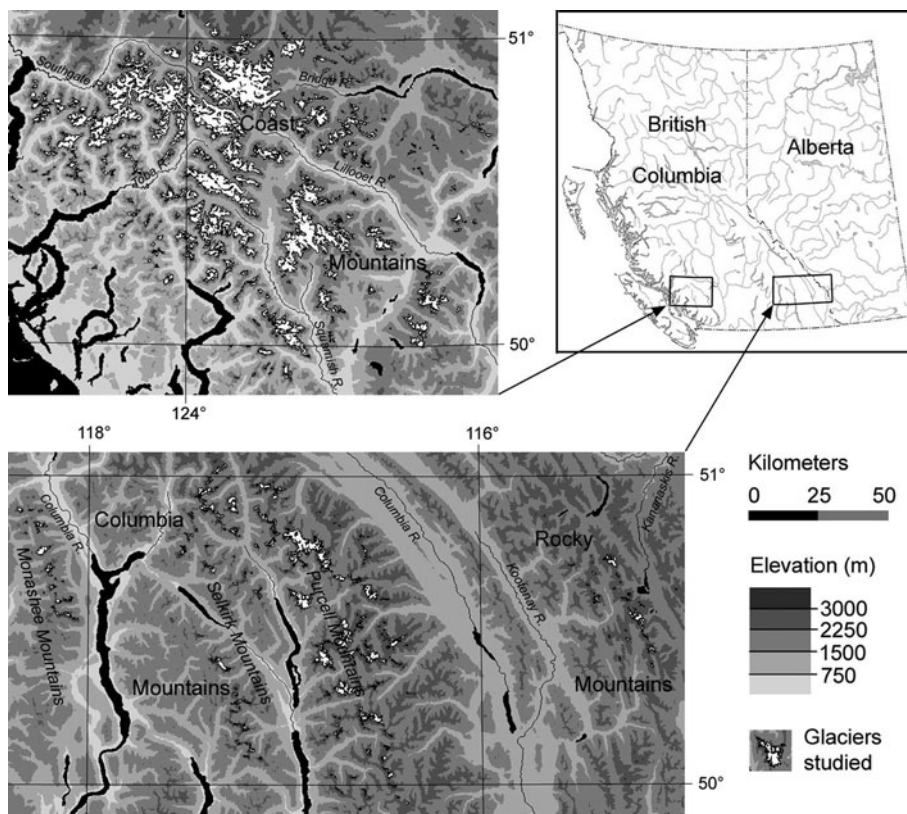 51°
Southgate R.
Bridge R.
Coast
Toba
Lillooet R.
Mountains
Squamish R.
50°
124°
British
Columbia
Alberta
118°
116°
51°
Columbia R.
Columbia
Monashee Mountains
Selkirk Mountains
Purcell Mountains
Mountains
Columbia R.
Kootenay R.
Rocky
Mountains
Kananaskis R.
50°
Kilometers
0 25 50
Elevation (m)
3000
2250
1500
750
Glaciers
studied